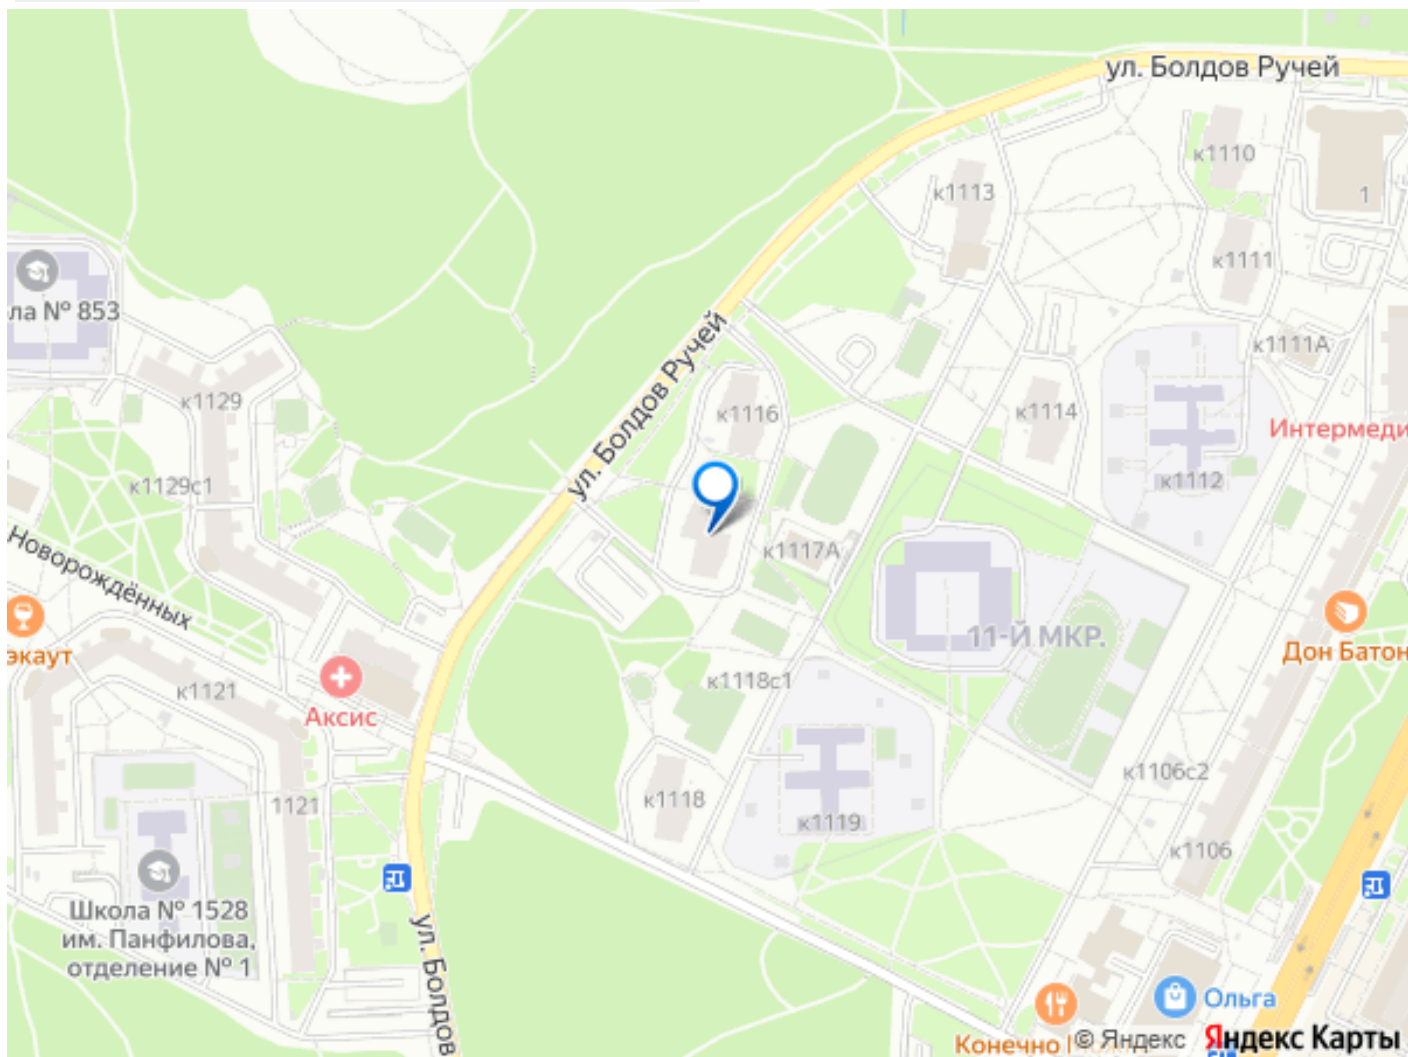 ул. Болдов Ручей
к1110
к1113
1
к1111
ла № 853
к1111А
ул. Болдов Ручей
к1129
к1116
к1114
Интермеди
к1129с1
к1112
Новорождённых
к1117А
11-Й МКР.
экаут
Дон Батон
к1121
к1118с1
Аксис
к1106с2
1121
к1118
к1119
к1106
Школа № 1528
им. Панфилова,
отделение № 1
ул. Болдов
Ольга
Конечно
© Яндекс
Яндекс Карты